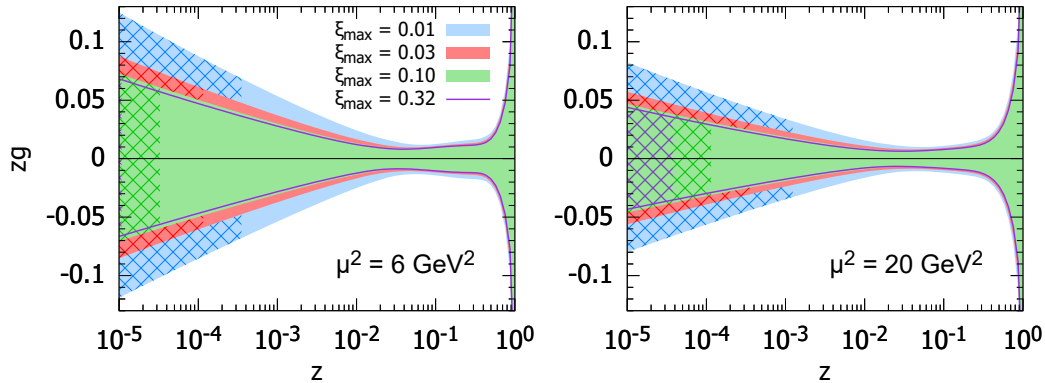 0.1
0.05
0
-0.05
-0.1
zg
ξmax = 0.01
ξmax = 0.03
ξmax = 0.10
ξmax = 0.32
μ² = 6 GeV²
10⁻⁵ 10⁻⁴ 10⁻³ 10⁻² 10⁻¹ 10⁰
z
0.1
0.05
0
-0.05
-0.1
μ² = 20 GeV²
10⁻⁵ 10⁻⁴ 10⁻³ 10⁻² 10⁻¹ 10⁰
z